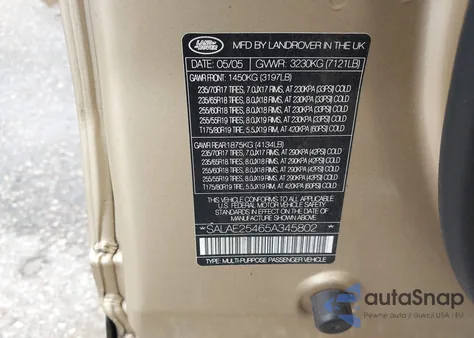 LAND-
ROVER
MFD BY LANDROVER IN THE UK
DATE: 05/05 GVWR: 3230KG (7121LB)
GAWR FRONT: 1450KG (3197LB)
235/70R17 TIRES, 7.0JX17 RIMS, AT 230KPA (33PSI) COLD
235/65R18 TIRES, 8.0JX18 RIMS, AT 230KPA (33PSI) COLD
255/60R18 TIRES, 8.0JX18 RIMS, AT 230KPA (33PSI) COLD
255/55R19 TIRES, 8.0JX19 RIMS, AT 230KPA (33PSI) COLD
T175/80R19 TIRE, 5.5JX19 RIM, AT 420KPA (60PSI) COLD
GAWR REAR:1875KG (4134LB)
235/70R17 TIRES, 7.0JX17 RIMS, AT 290KPA (42PSI) COLD
235/65R18 TIRES, 8.0JX18 RIMS, AT 290KPA (42PSI) COLD
255/60R18 TIRES, 8.0JX18 RIMS, AT 290KPA (42PSI) COLD
255/55R19 TIRES, 8.0JX19 RIMS, AT 290KPA (42PSI) COLD
T175/80R19 TIRE, 5.5JX19 RIM, AT 420KPA (60PSI) COLD
THIS VEHICLE CONFORMS TO ALL APPLICABLE
U.S. FEDERAL MOTOR VEHICLE SAFETY
STANDARDS IN EFFECT ON THE DATE OF
MANUFACTURE SHOWN ABOVE
*SALAE25465A345802*
TYPE: MULTI-PURPOSE PASSENGER VEHICLE
autoSnap
Pewne auto z aukcji USA i EU